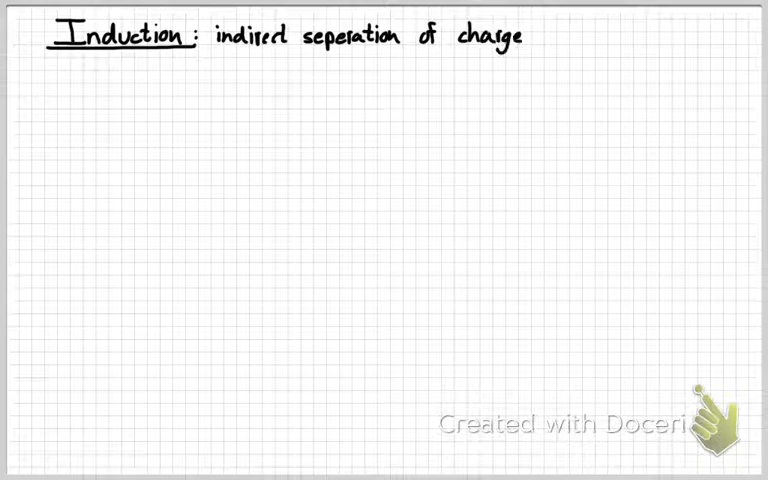 Induction: indirect seperation of charge
Created with Doceri